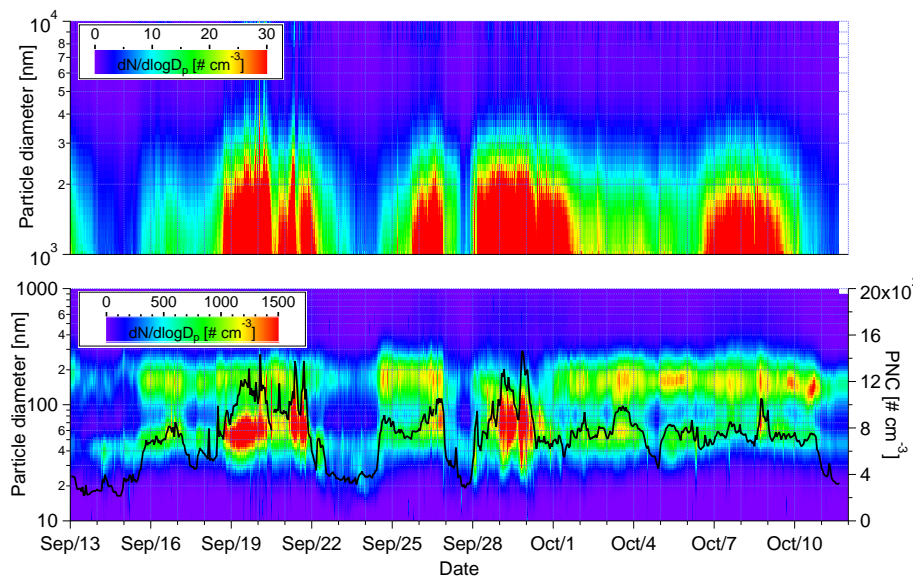 10⁴
8
6
5
4
3
2
10³
Particle diameter [nm]
0 10 20 30
dN/dlogDₚ [# cm⁻³]
1000
6
4
2
100
6
4
2
10
Particle diameter [nm]
0 500 1000 1500
dN/dlogDₚ [# cm⁻³]
16
12
8
4
0
PNC [# cm⁻³]
Sep/13 Sep/16 Sep/19 Sep/22 Sep/25 Sep/28 Oct/1 Oct/4 Oct/7 Oct/10
Date